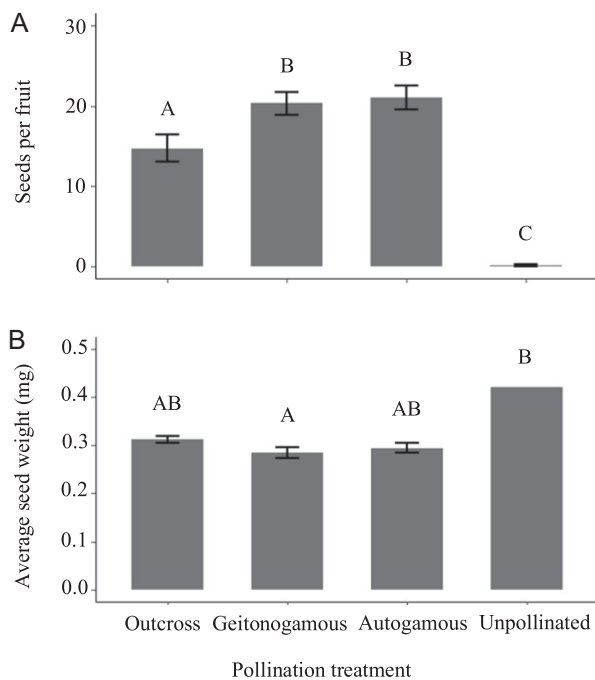 A
30
20
10
0
Seeds per fruit
A
B
B
C
B
0.5
0.4
0.3
0.2
0.1
0.0
Average seed weight (mg)
AB
A
AB
B
Outcross Geitonogamous Autogamous Unpollinated
Pollination treatment